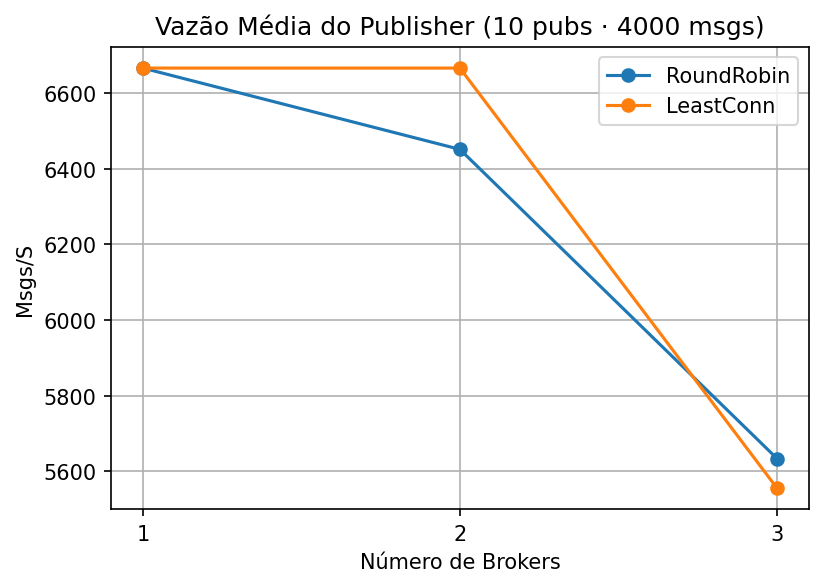 Vazão Média do Publisher (10 pubs · 4000 msgs)
RoundRobin
LeastConn
Msgs/S
6600
6400
6200
6000
5800
5600
1
2
3
Número de Brokers